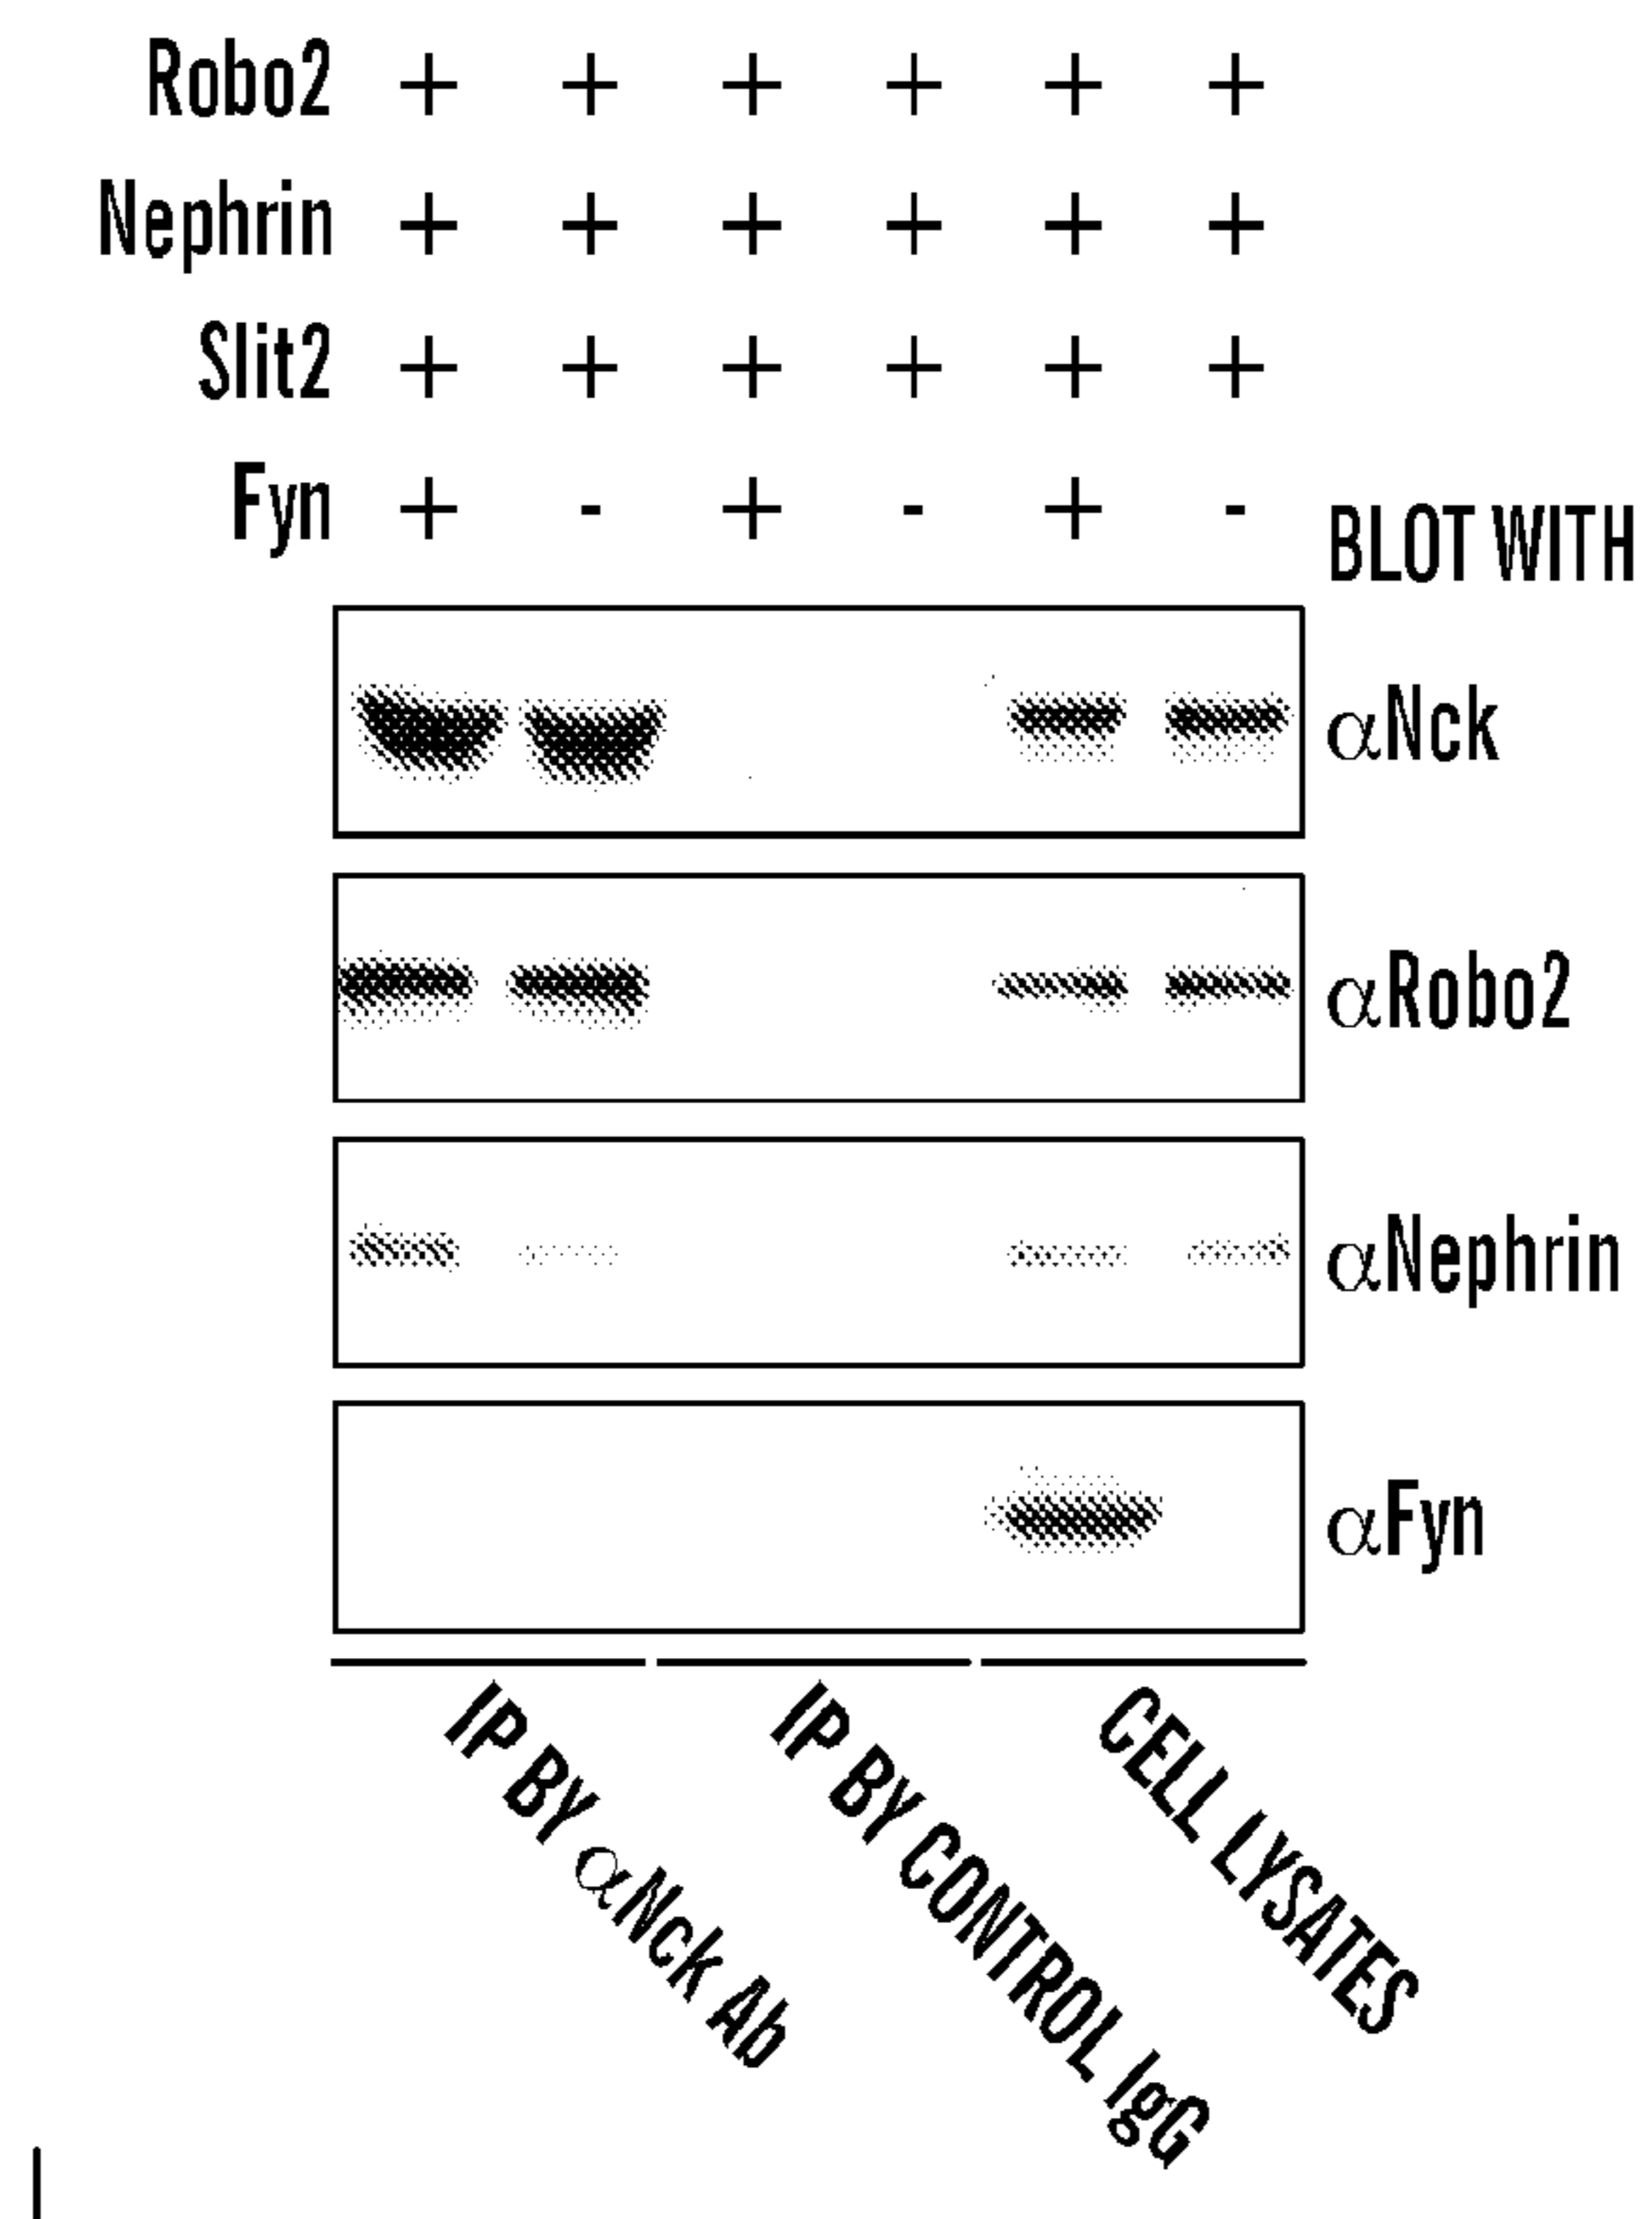 Robo2 + + + + + +
Nephrin + + + + + +
Slit2 + + + + + +
Fyn + - + - + -
BLOT WITH
αNck
αRobo2
αNephrin
αFyn
IP BY αNck Ab
IP BY CONTROL IgG
CELL LYSATES